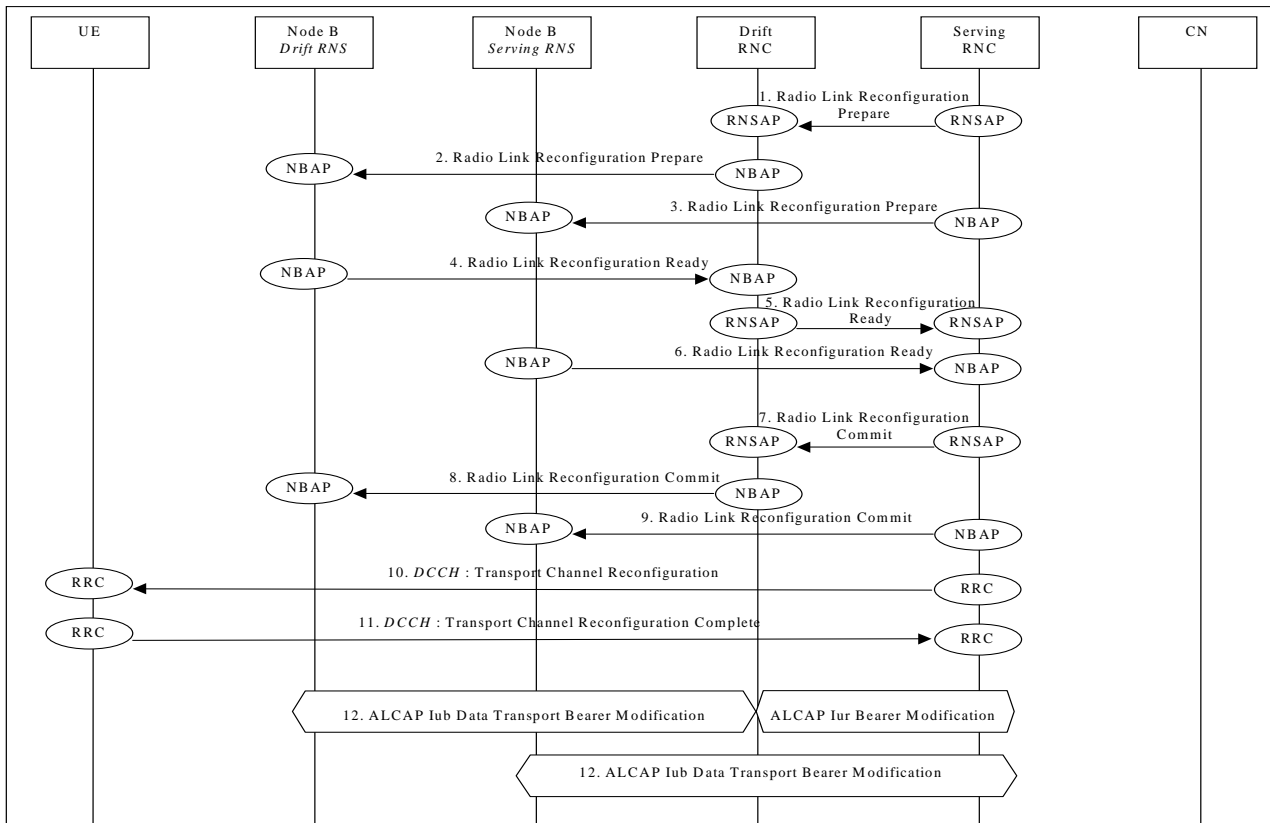 UE
Node B
Drift RNS
Node B
Serving RNS
Drift
RNC
Serving
RNC
CN
1. Radio Link Reconfiguration
Prepare
RNSAP
RNSAP
2. Radio Link Reconfiguration Prepare
NBAP
NBAP
3. Radio Link Reconfiguration Prepare
NBAP
NBAP
4. Radio Link Reconfiguration Ready
NBAP
NBAP
5. Radio Link Reconfiguration
Ready
RNSAP
RNSAP
6. Radio Link Reconfiguration Ready
NBAP
NBAP
7. Radio Link Reconfiguration
Commit
RNSAP
RNSAP
8. Radio Link Reconfiguration Commit
NBAP
NBAP
9. Radio Link Reconfiguration Commit
NBAP
NBAP
10. DCCH : Transport Channel Reconfiguration
RRC
RRC
11. DCCH : Transport Channel Reconfiguration Complete
RRC
RRC
12. ALCAP Iub Data Transport Bearer Modification
ALCAP Iur Bearer Modification
12. ALCAP Iub Data Transport Bearer Modification